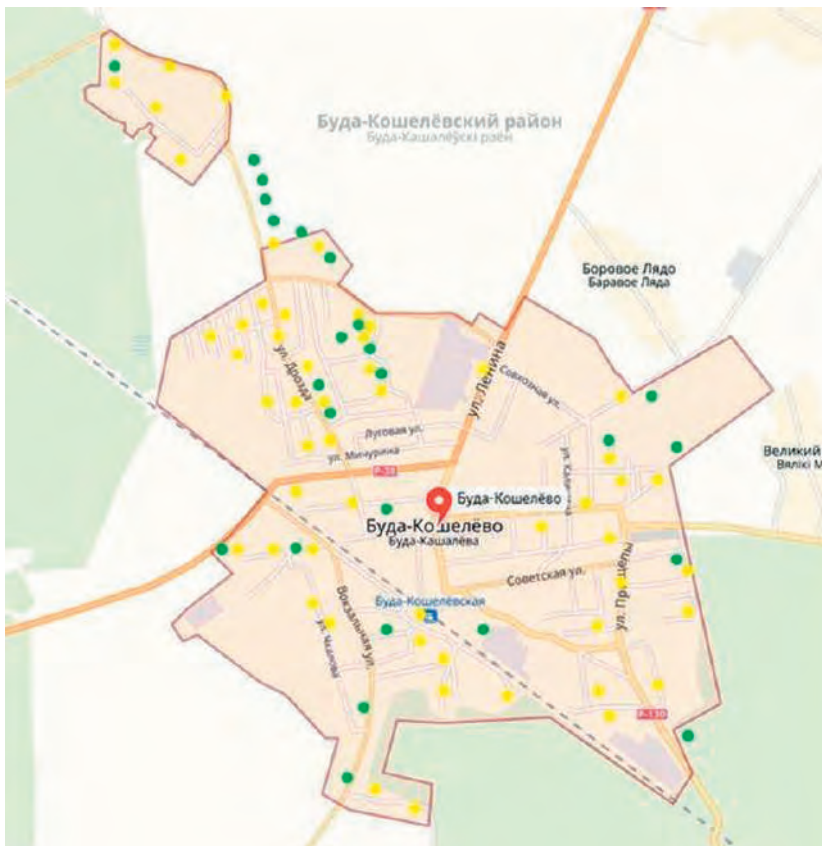 Буда-Кошелёвский район
Буда-Кашалёўскі раён
Боровое Лядо
Баравое Ляда
ул. Ленина
Совхозная ул.
ул. Дрозда
Луговая ул.
ул. Мичурина
Р-38
ул. Калинина
Великий
Вялікі М
Буда-Кошелёво
Буда-Кошелёво
Буда-Кашалёва
Советская ул.
Буда-Кошелёвская
Вокзальная ул.
ул. Чкалова
Р-130